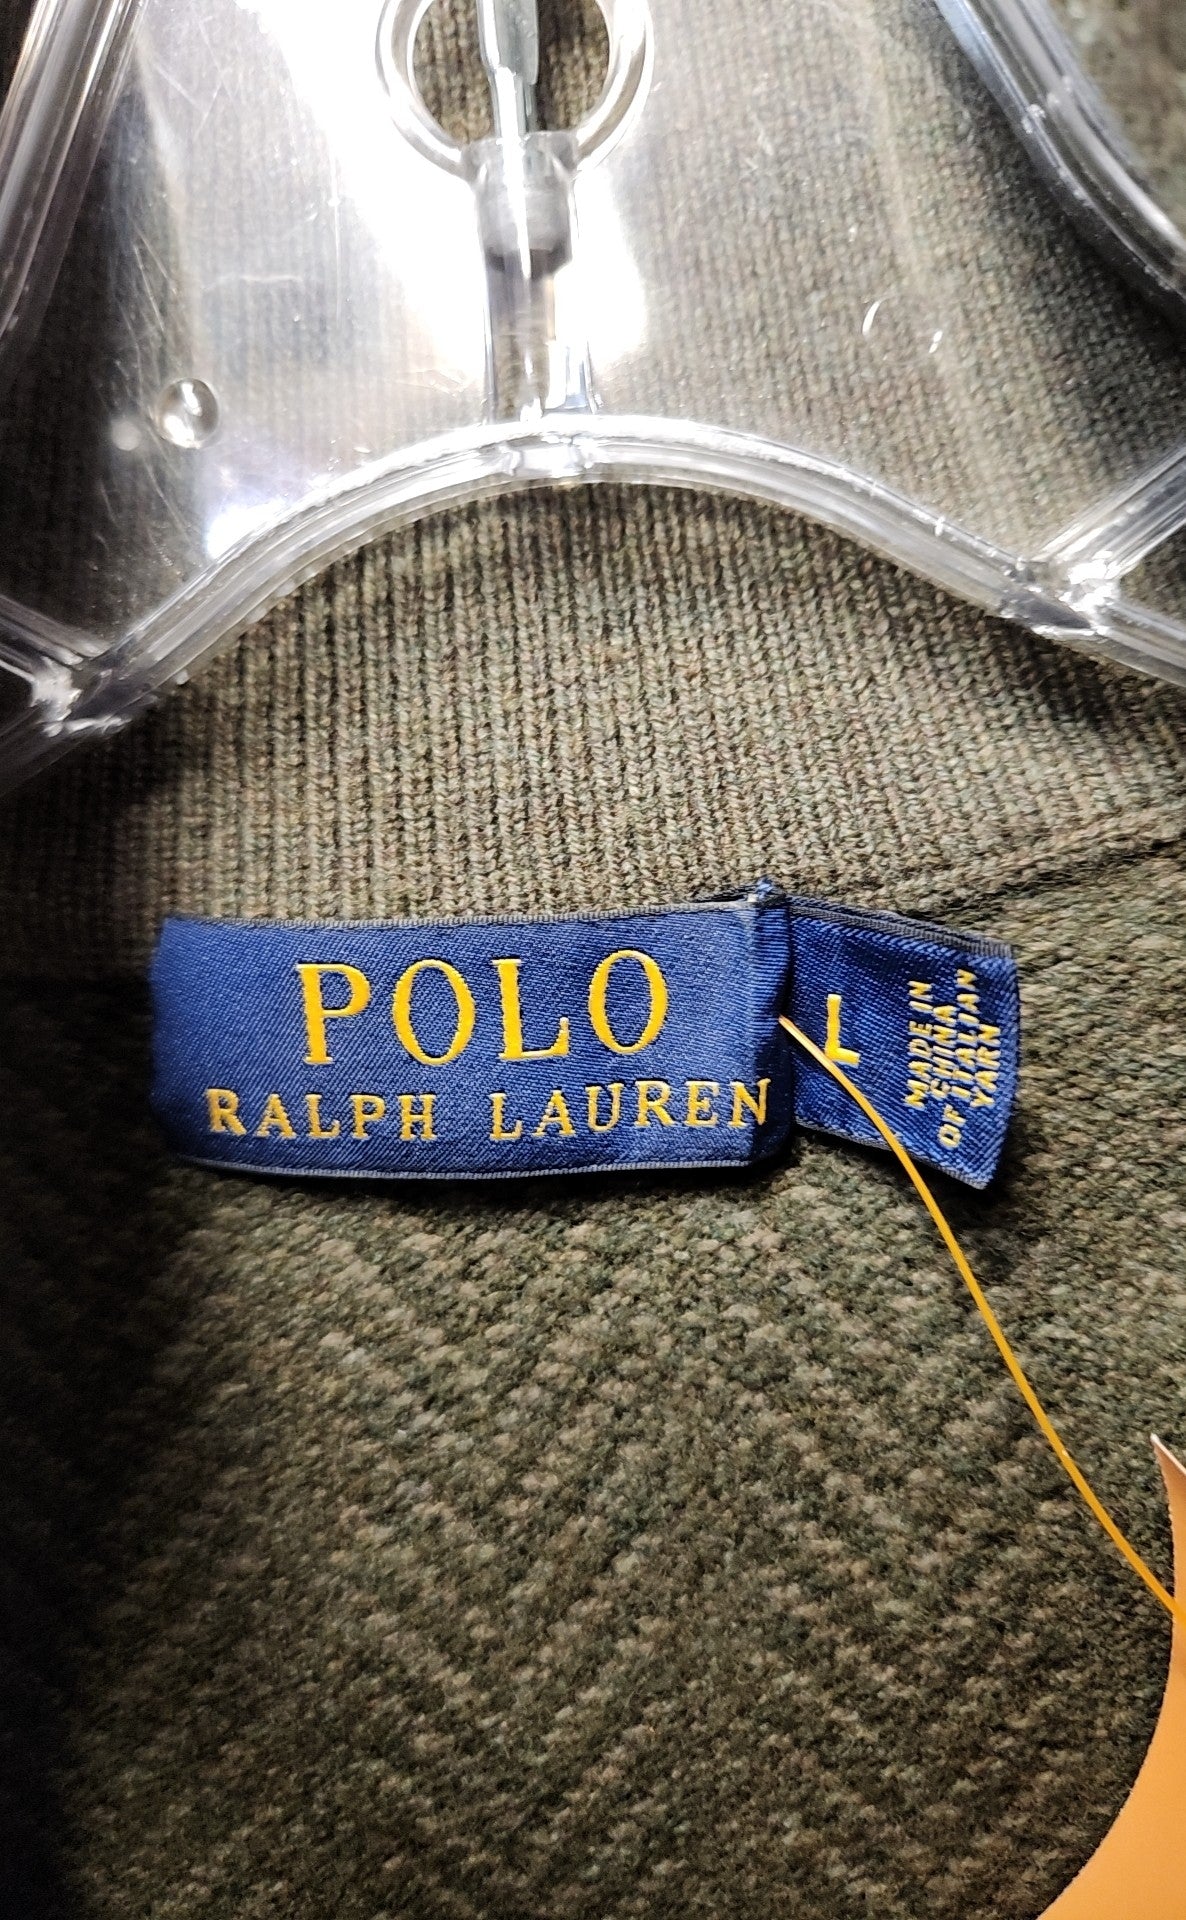 POLO
RALPH LAUREN
L
MADE IN
CHINA
OF ITALIAN
YARN